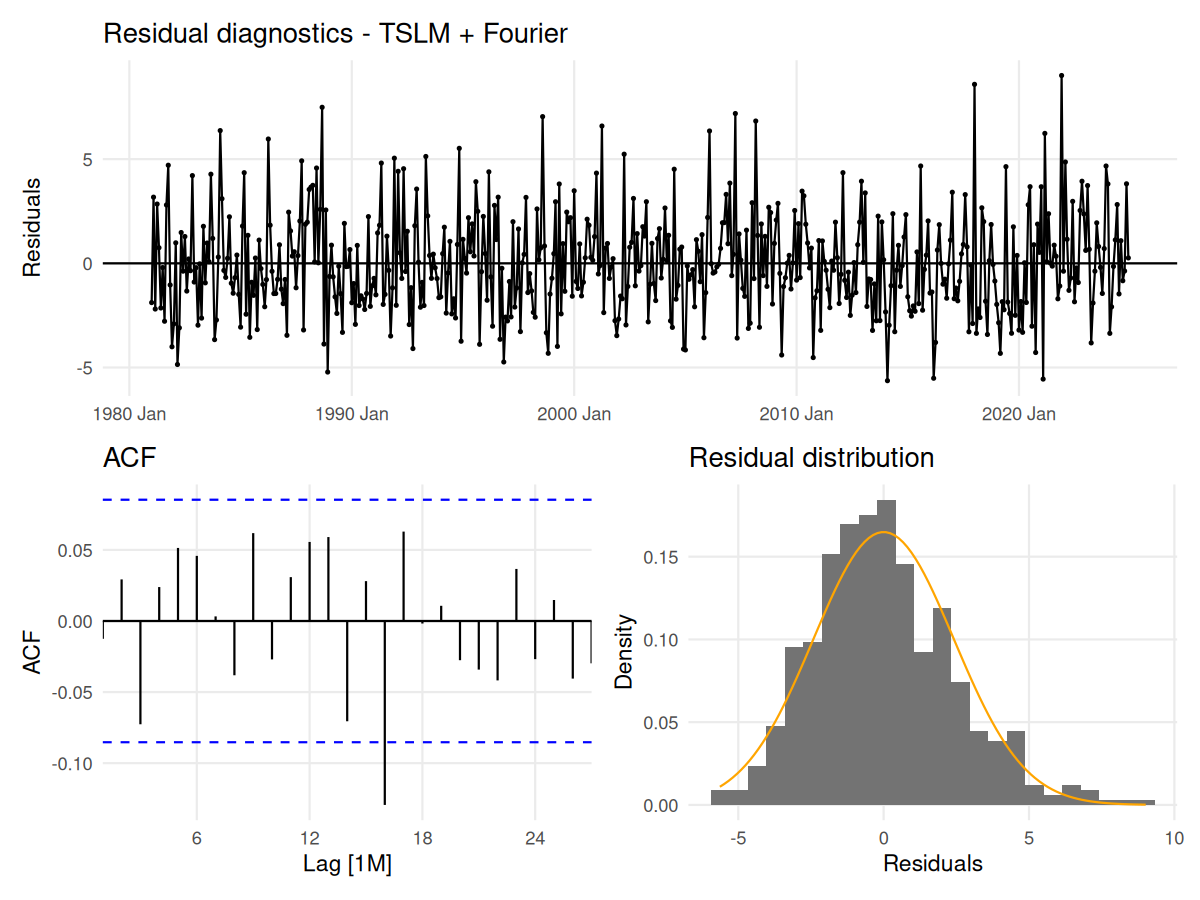 Residual diagnostics - TSLM + Fourier
Residuals
5
0
-5
1980 Jan
1990 Jan
2000 Jan
2010 Jan
2020 Jan
ACF
ACF
0.05
0.00
-0.05
-0.10
6
12
18
24
Lag [1M]
Residual distribution
Density
0.15
0.10
0.05
0.00
-5
0
5
10
Residuals